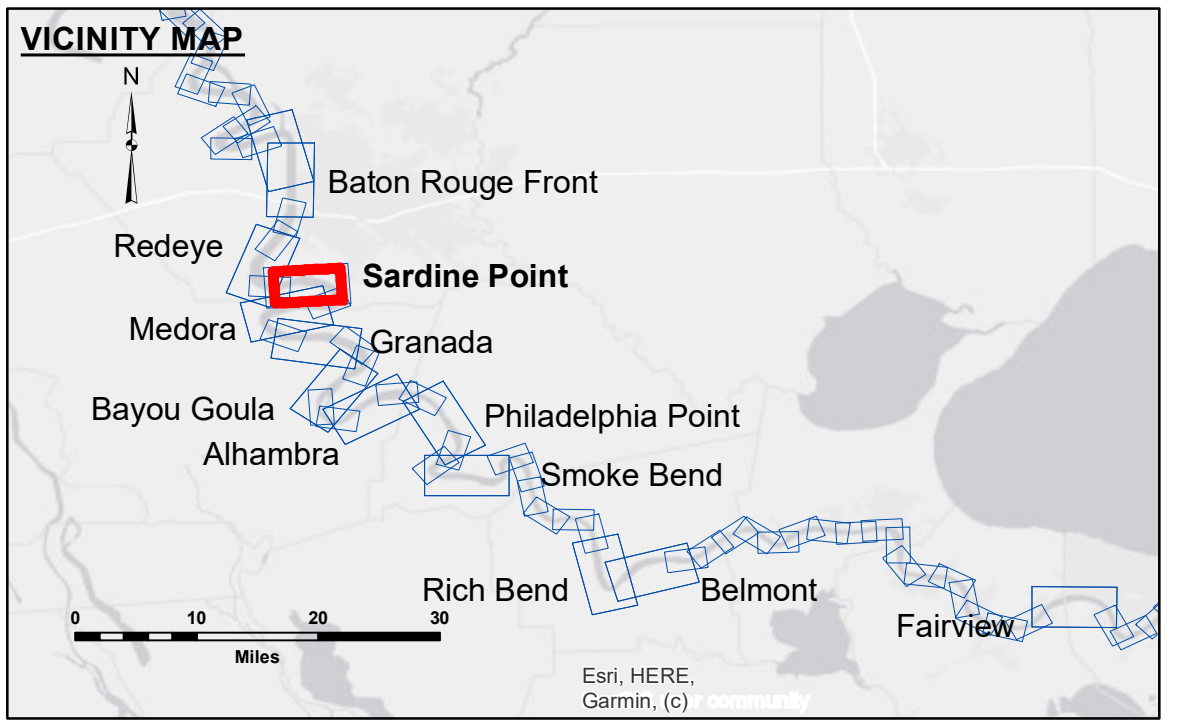 VICINITY MAP
N
Baton Rouge Front
Redeye
Sardine Point
Medora
Granada
Bayou Goula
Philadelphia Point
Alhambra
Smoke Bend
Rich Bend
Belmont
Fairview
0 10 20 30
Miles
Esri, HERE,
Garmin, (c)
community